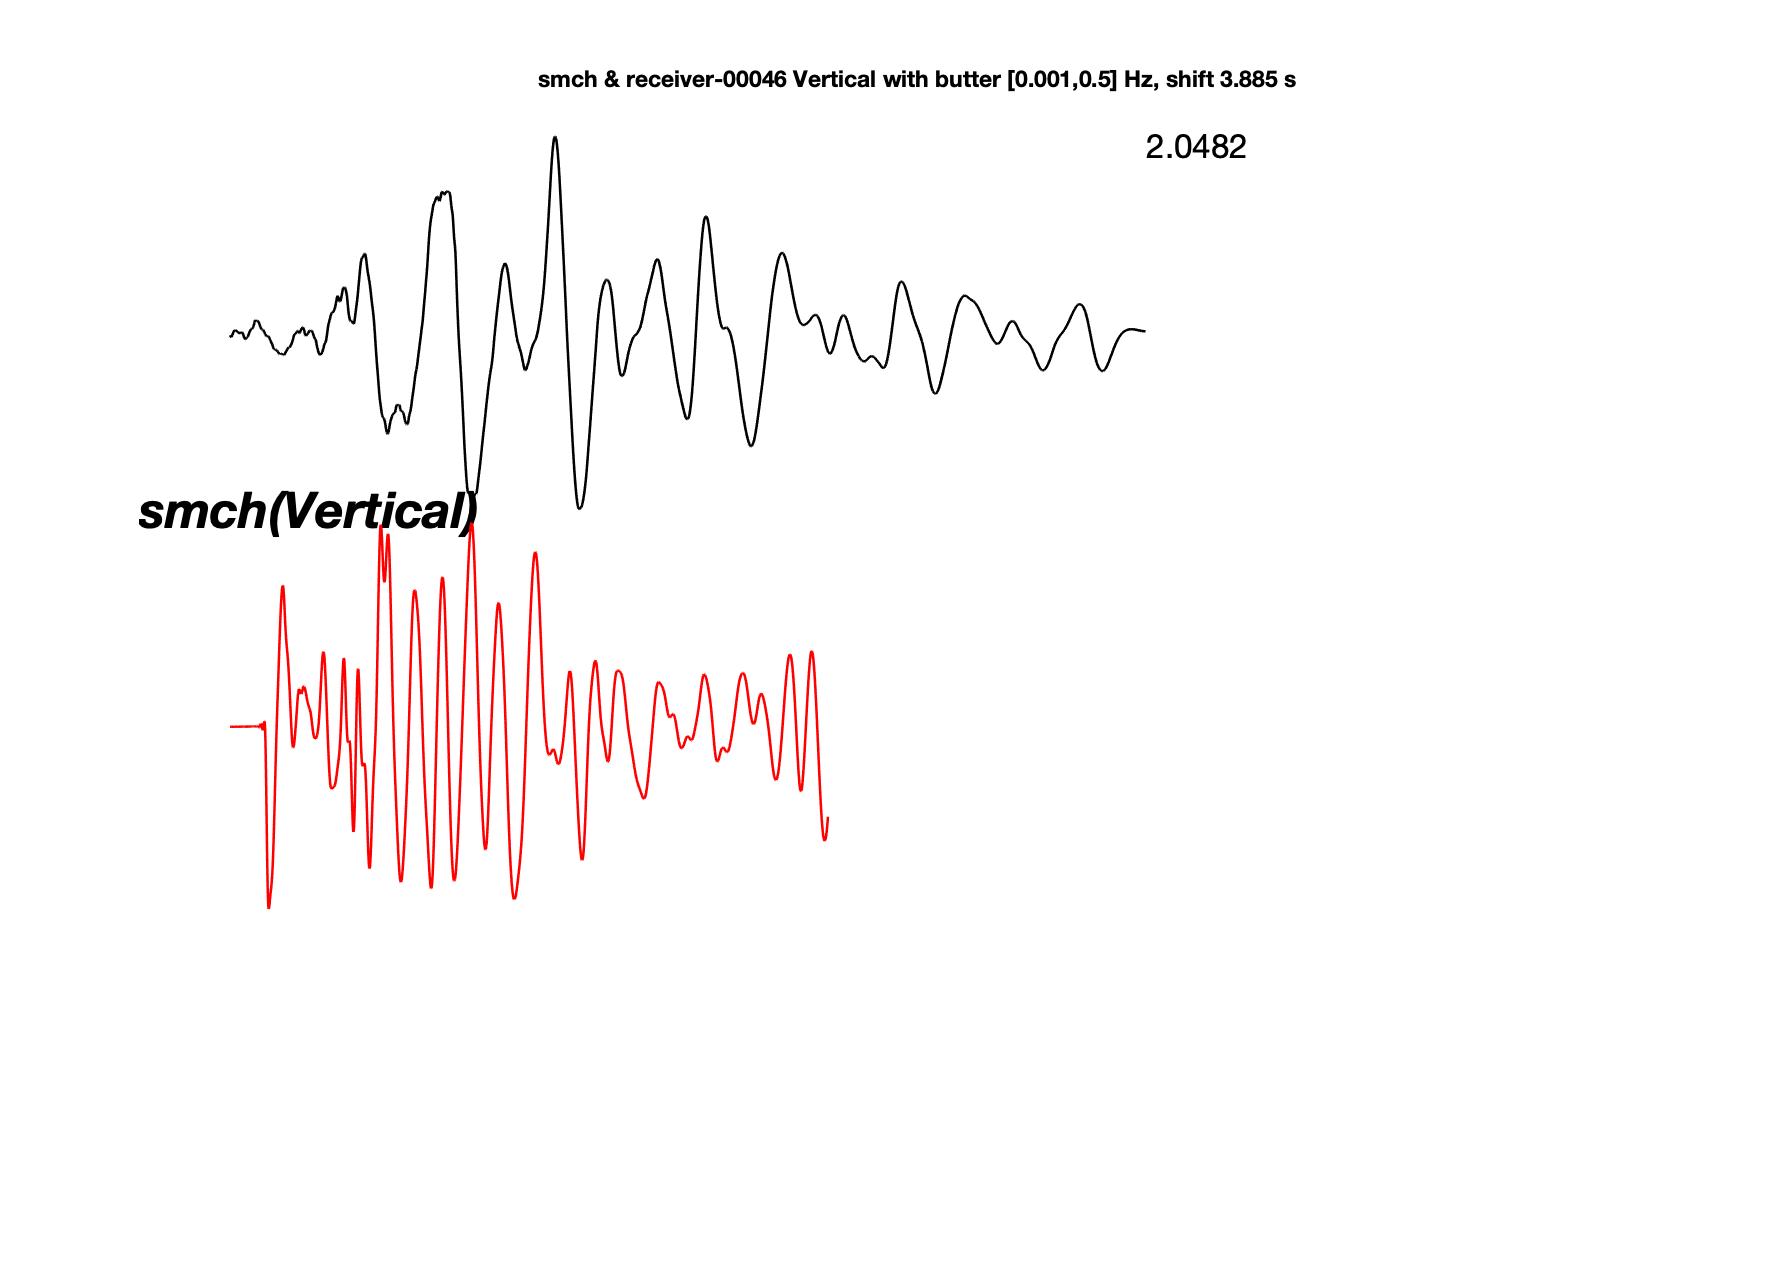 smch & receiver-00046 Vertical with butter [0.001,0.5] Hz, shift 3.885 s
2.0482
smch(Vertical)